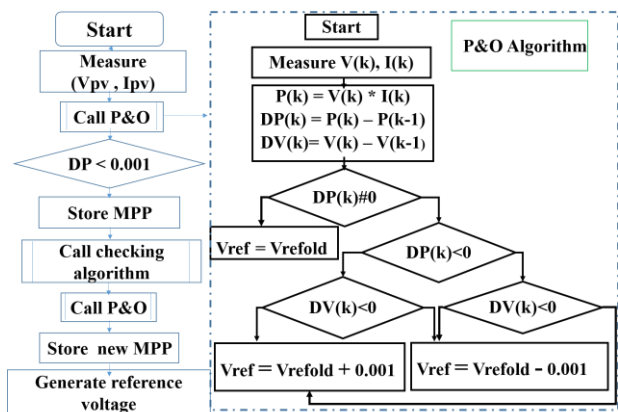 Start
Measure
(Vpv , Ipv)
Call P&O
DP < 0.001
Store MPP
Call checking
algorithm
Call P&O
Store new MPP
Generate reference
voltage
Start
P&O Algorithm
Measure V(k), I(k)
P(k) = V(k) * I(k)
DP(k) = P(k) – P(k-1)
DV(k)= V(k) – V(k-1)
DP(k)#0
Vref = Vrefold
DP(k)<0
DV(k)<0
DV(k)<0
Vref = Vrefold + 0.001
Vref = Vrefold - 0.001